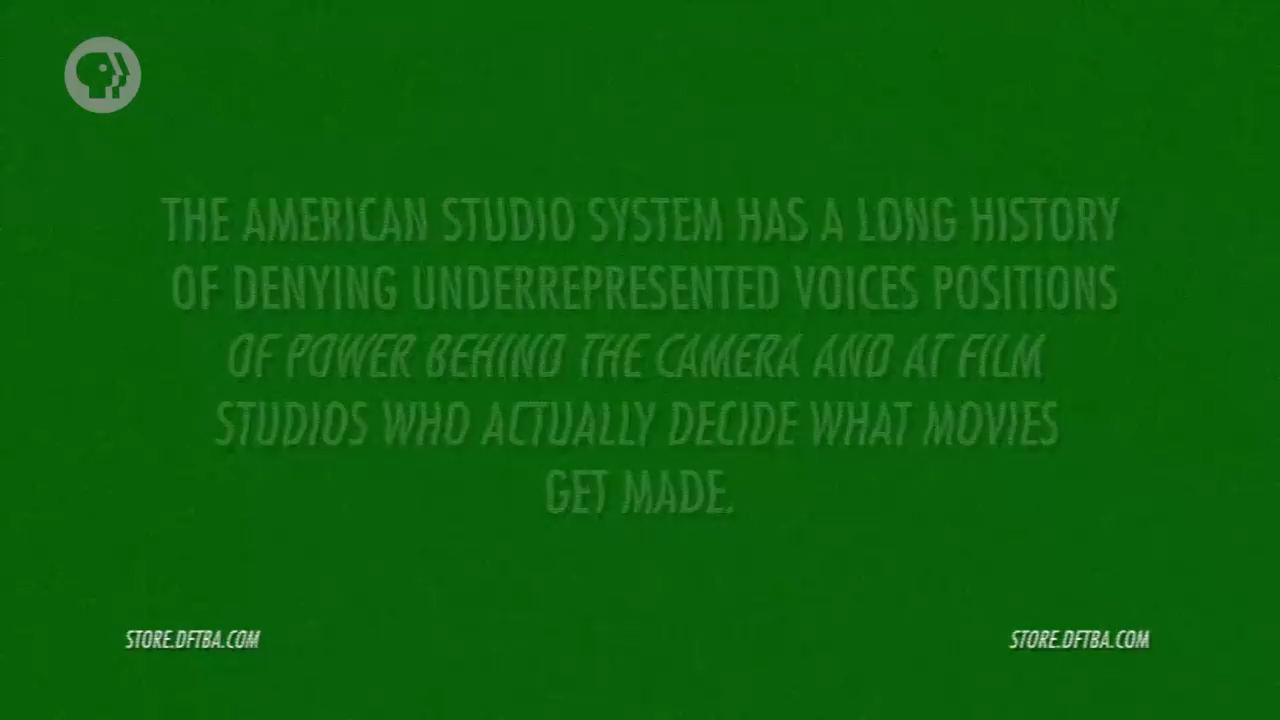 THE AMERICAN STUDIO SYSTEM HAS A LONG HISTORY
OF DENYING UNDERREPRESENTED VOICES POSITIONS
OF POWER BEHIND THE CAMERA AND AT FILM
STUDIOS WHO ACTUALLY DECIDE WHAT MOVIES
GET MADE.
STORE.DFTBA.COM
STORE.DFTBA.COM